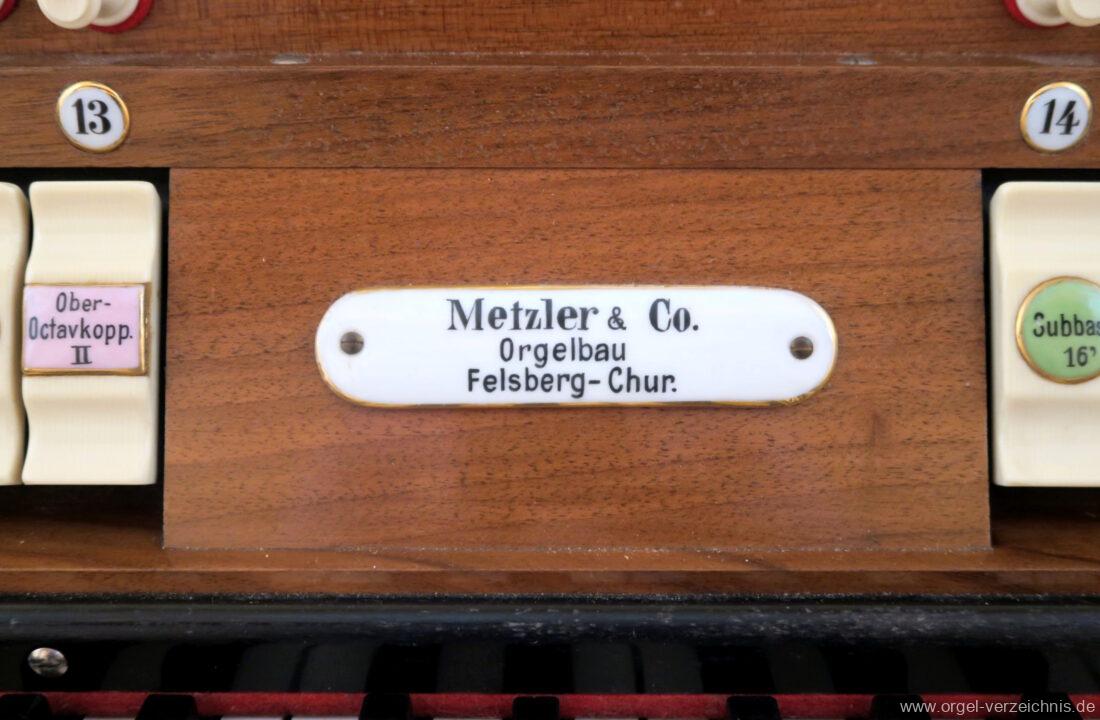 13
14
Ober-
Octavkopp.
II
Metzler & Co.
Orgelbau
Felsberg-Chur.
16'
www.orgel-verzeichnis.de